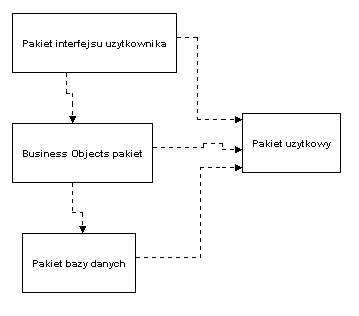 Pakiet interfejsu uzytkownika
Business Objects pakiet
Pakiet uzytkowy
Pakiet bazy danych